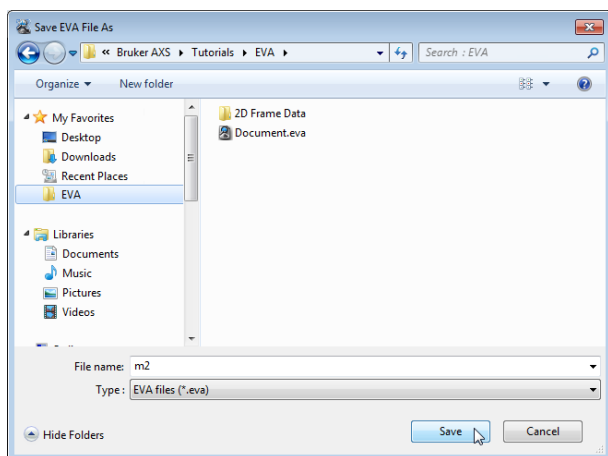 Save EVA File As
« Bruker AXS ▸ Tutorials ▸ EVA ▸
Search : EVA
Organize ▾ New folder
My Favorites
Desktop
Downloads
Recent Places
EVA
Libraries
Documents
Music
Pictures
Videos
2D Frame Data
Document.eva
File name: m2
Type : EVA files (*.eva)
Hide Folders
Save
Cancel